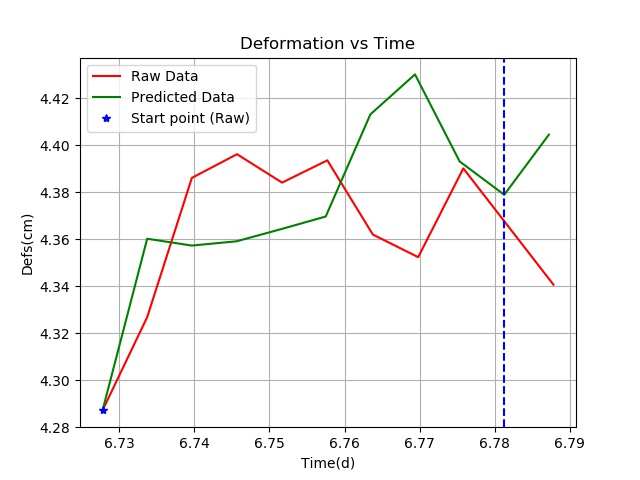 Deformation vs Time
Raw Data
Predicted Data
Start point (Raw)
4.42
4.40
4.38
4.36
4.34
4.32
4.30
4.28
Defs(cm)
6.73 6.74 6.75 6.76 6.77 6.78 6.79
Time(d)